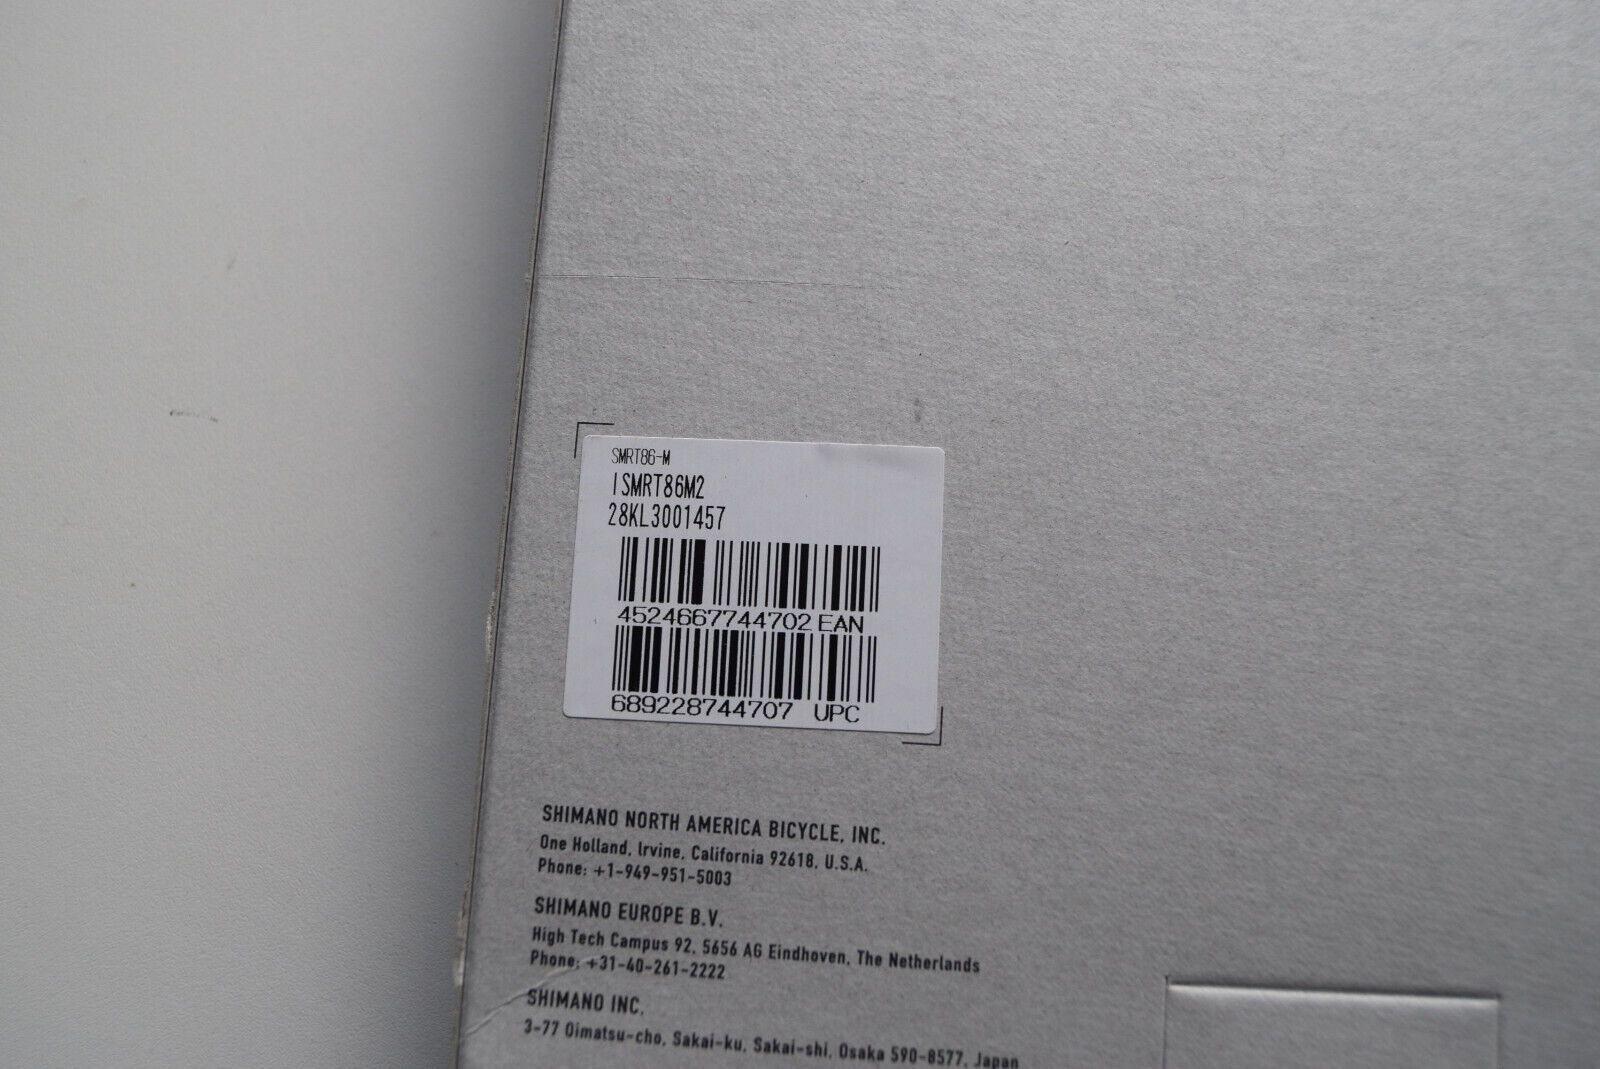 SMRT86-M
ISMRT86M2
28KL3001457
4524667744702 EAN
689228744707 UPC
SHIMANO NORTH AMERICA BICYCLE, INC.
One Holland, Irvine, California 92618, U.S.A.
Phone: +1-949-951-5003
SHIMANO EUROPE B.V.
High Tech Campus 92, 5656 AG Eindhoven, The Netherlands
Phone: +31-40-261-2222
SHIMANO INC.
3-77 Oimatsu-cho, Sakai-ku, Sakai-shi, Osaka 590-8577, Japan